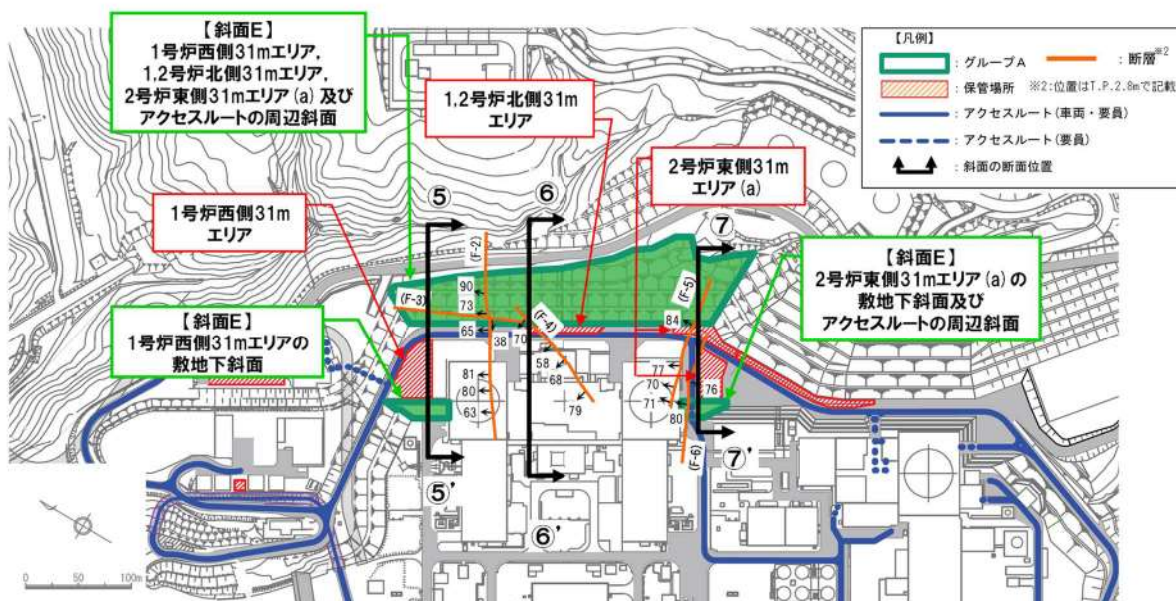 【斜面E】
1号炉西側31mエリア,
1,2号炉北側31mエリア,
2号炉東側31mエリア(a)及び
アクセスルートの周辺斜面
1,2号炉北側31m
エリア
2号炉東側31m
エリア(a)
【凡例】
：グループA
：断層※2
：保管場所
※2:位置はT.P.2.8mで記載
：アクセスルート(車両・要員)
：アクセスルート(要員)
：斜面の断面位置
1号炉西側31m
エリア
【斜面E】
1号炉西側31mエリアの
敷地下斜面
【斜面E】
2号炉東側31mエリア(a)の
敷地下斜面及び
アクセスルートの周辺斜面
⑤
⑥
⑦
(F-2)
(F-3)
(F-4)
(F-5)
(F-6)
90
73
65
38
70
84
58
68
79
81
80
63
77
70
71
76
80
⑤'
⑥'
⑦'
0 50 100m